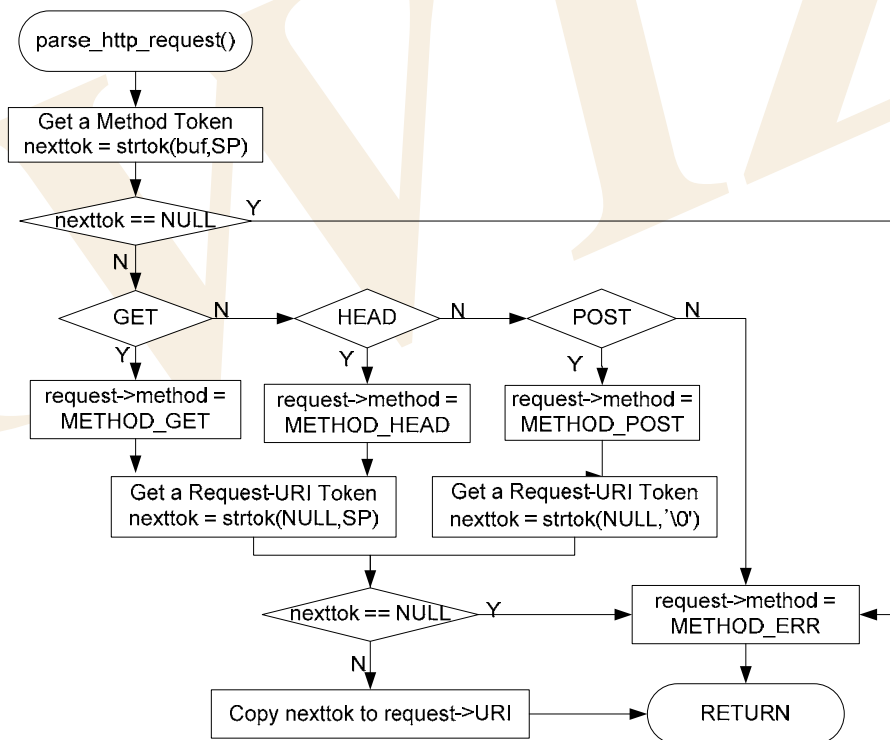 parse_http_request()
Get a Method Token
nexttok = strtok(buf,SP)
nexttok == NULL
Y
N
GET
N
HEAD
N
POST
N
Y
Y
Y
request->method =
METHOD_GET
request->method =
METHOD_HEAD
request->method =
METHOD_POST
Get a Request-URI Token
nexttok = strtok(NULL,SP)
Get a Request-URI Token
nexttok = strtok(NULL,'\0')
nexttok == NULL
Y
N
request->method =
METHOD_ERR
Copy nexttok to request->URI
RETURN